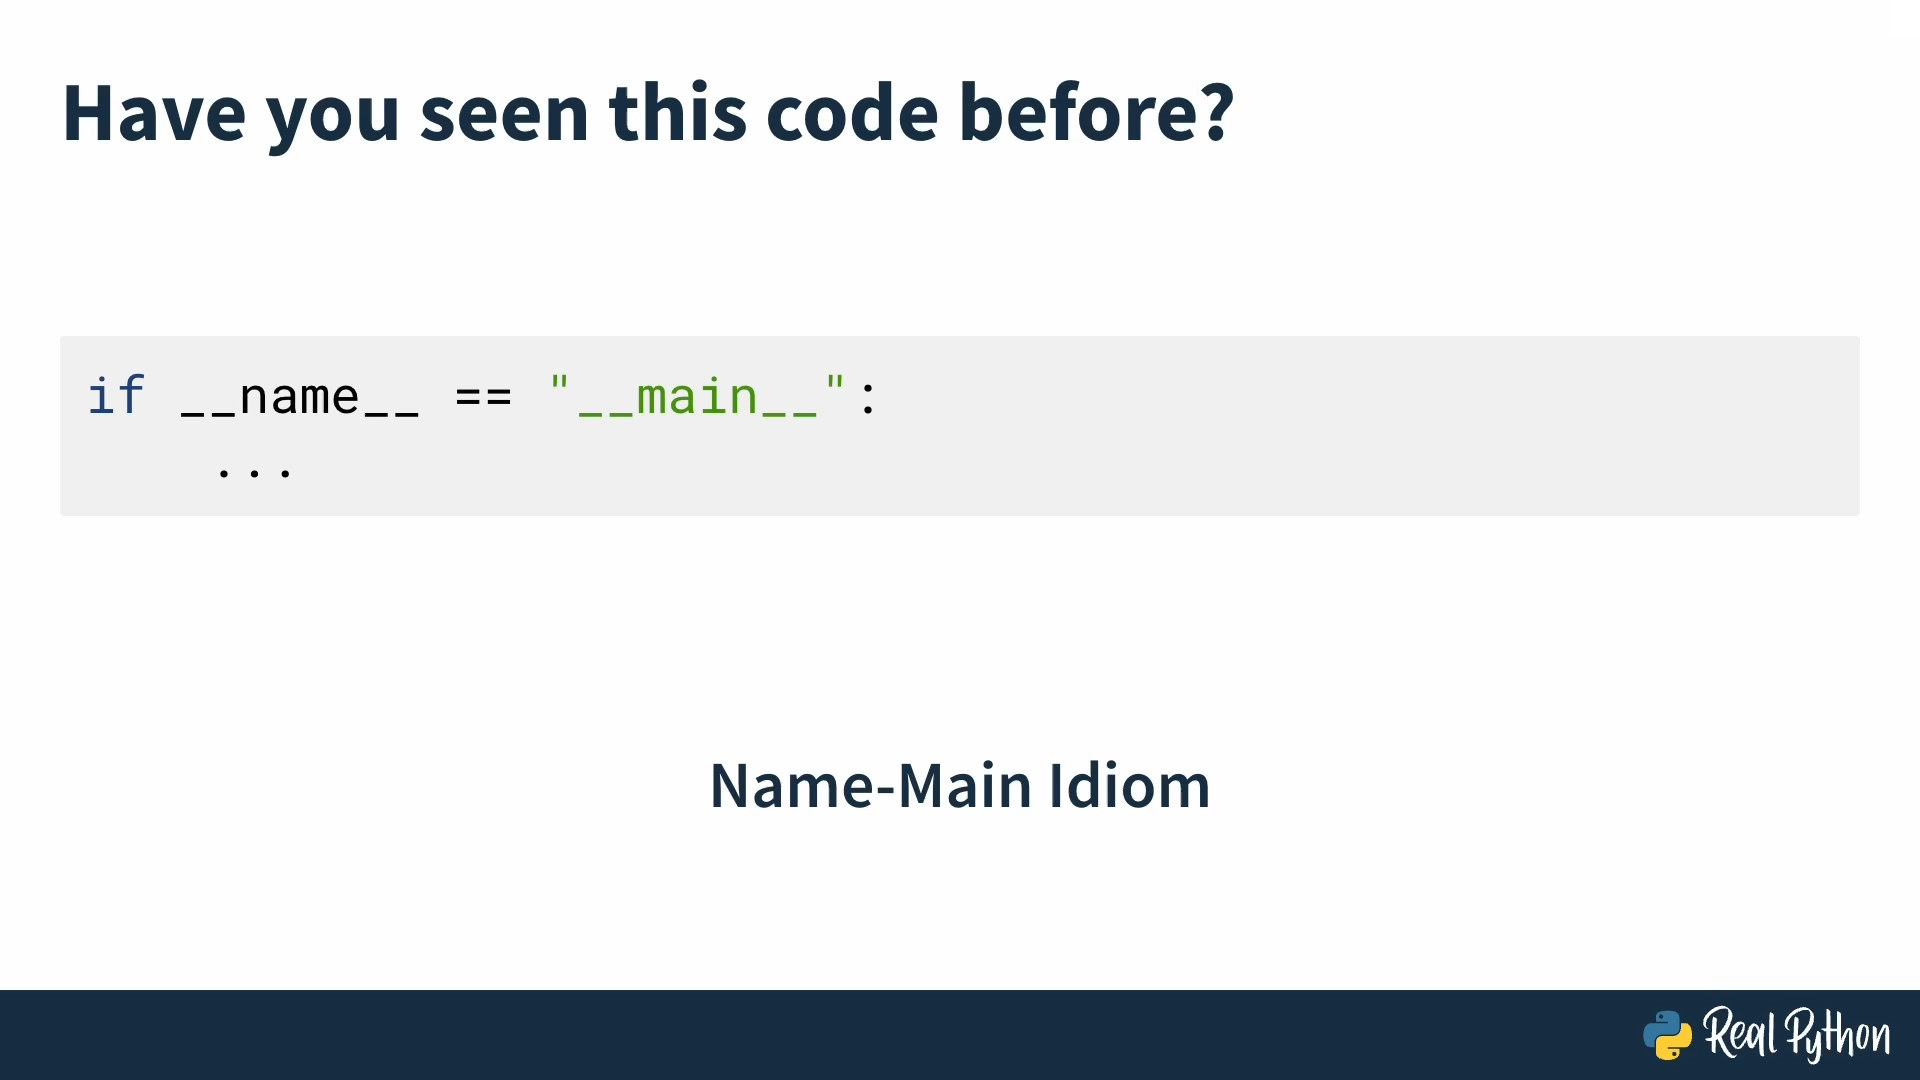 Have you seen this code before?
if __name__ == "__main__":
    ...
Name-Main Idiom
Real Python